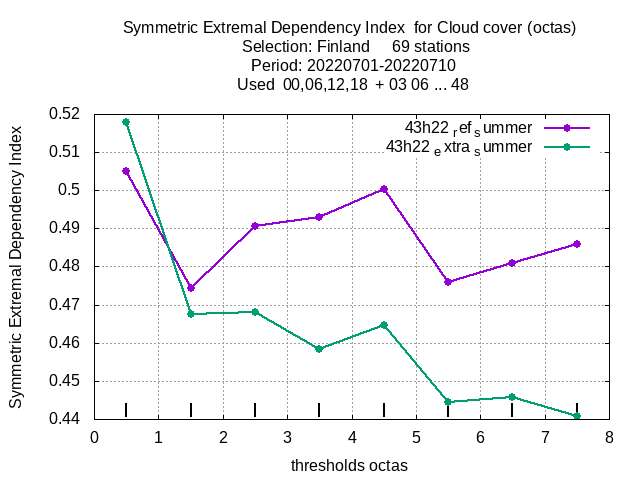 Symmetric Extremal Dependency Index  for Cloud cover (octas)
Selection: Finland     69 stations
Period: 20220701-20220710
Used  00,06,12,18  + 03 06 ... 48
43h22 ref summer
43h22 extra summer
Symmetric Extremal Dependency Index
0.52
0.51
0.5
0.49
0.48
0.47
0.46
0.45
0.44
0 1 2 3 4 5 6 7 8
thresholds octas